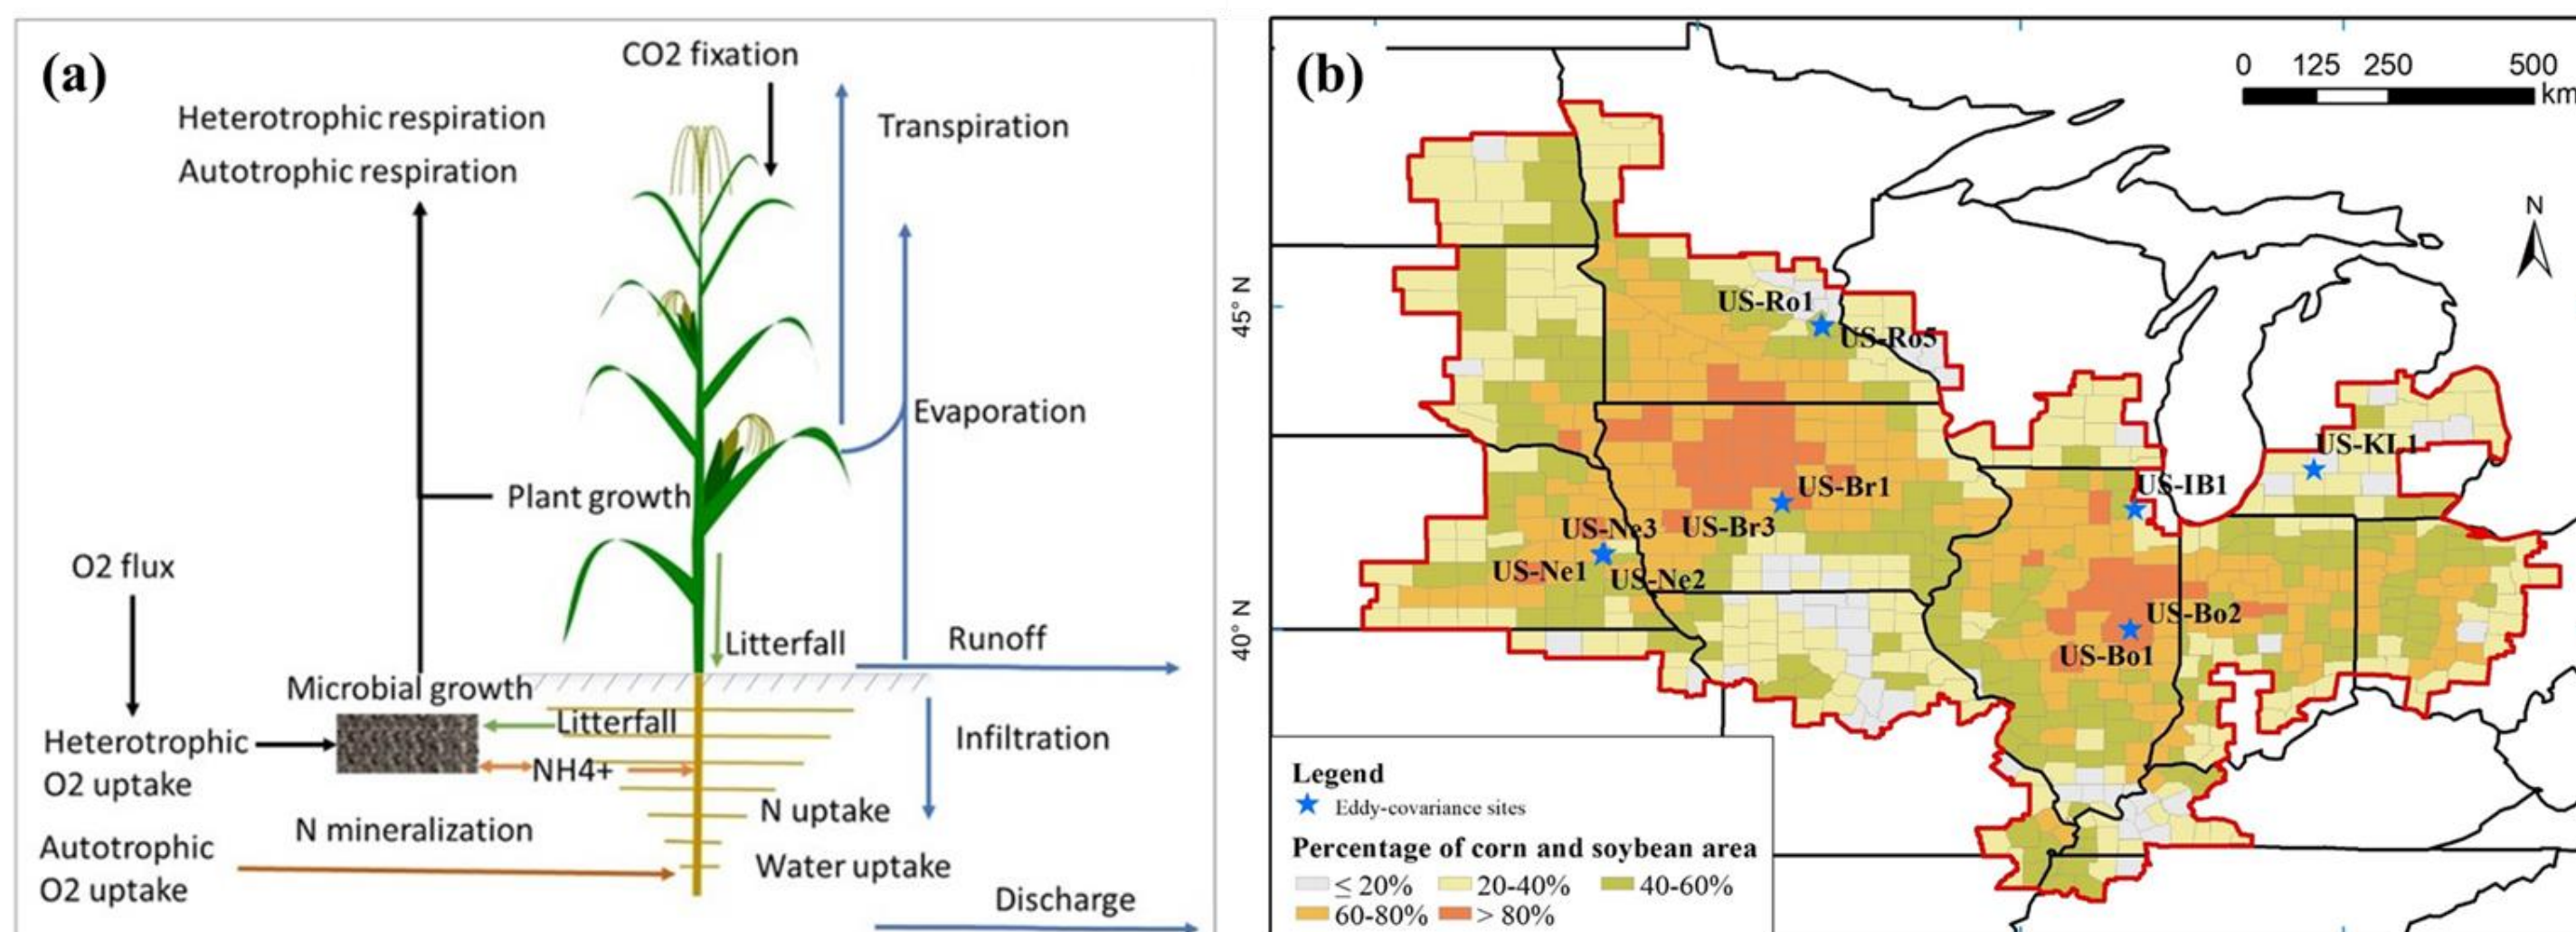 (a)
CO2 fixation
Heterotrophic respiration
Autotrophic respiration
Transpiration
Evaporation
Plant growth
O2 flux
Litterfall
Runoff
Microbial growth
Litterfall
Heterotrophic
O2 uptake
NH4+
Infiltration
N uptake
N mineralization
Autotrophic
O2 uptake
Water uptake
Discharge
(b)
0 125 250 500
km
N
45° N
40° N
US-Ro1
US-Ro5
US-KL1
US-Br1
US-IB1
US-Ne3
US-Br3
US-Ne1
US-Ne2
US-Bo2
US-Bo1
Legend
Eddy-covariance sites
Percentage of corn and soybean area
≤ 20% 20-40% 40-60%
60-80% > 80%